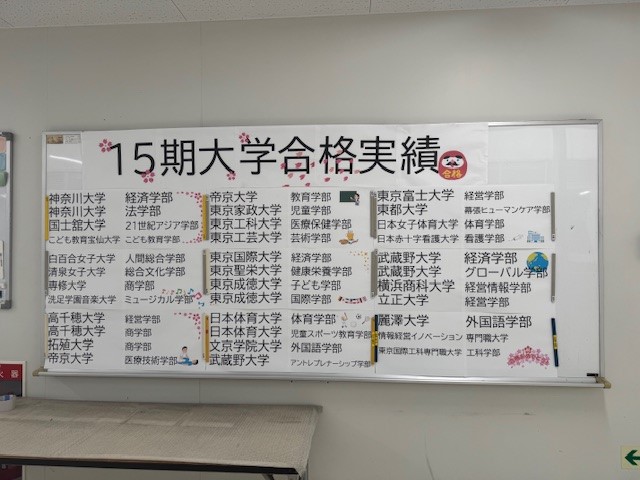 15期大学合格実績
合格
神奈川大学 経済学部
神奈川大学 法学部
国士舘大学 21世紀アジア学部
こども教育宝仙大学 こども教育学部
白百合女子大学 人間総合学部
清泉女子大学 総合文化学部
専修大学 商学部
洗足学園音楽大学 ミュージカル学部
高千穂大学 経営学部
高千穂大学 商学部
拓殖大学 商学部
帝京大学 医療技術学部
帝京大学 教育学部
東京家政大学 児童学部
東京工科大学 医療保健学部
東京工芸大学 芸術学部
東京国際大学 経済学部
東京聖栄大学 健康栄養学部
東京成徳大学 子ども学部
東京成徳大学 国際学部
日本体育大学 体育学部
日本体育大学 児童スポーツ教育学部
文京学院大学 外国語学部
武蔵野大学 アントレプレナーシップ学部
東京富士大学 経営学部
東都大学 幕張ヒューマンケア学部
日本女子体育大学 体育学部
日本赤十字看護大学 看護学部
武蔵野大学 経済学部
武蔵野大学 グローバル学部
横浜商科大学 経営情報学部
立正大学 経営学部
麗澤大学 外国語学部
情報経営イノベーション 専門職大学
東京国際工科専門職大学 工科学部